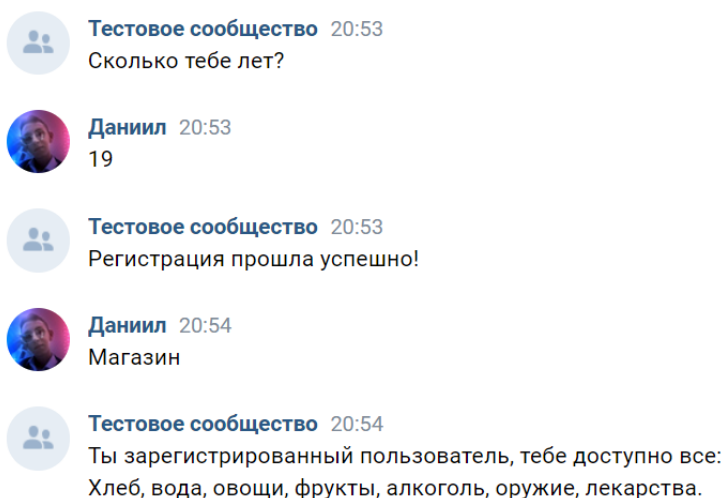 Тестовое сообщество 20:53
Сколько тебе лет?
Даниил 20:53
19
Тестовое сообщество 20:53
Регистрация прошла успешно!
Даниил 20:54
Магазин
Тестовое сообщество 20:54
Ты зарегистрированный пользователь, тебе доступно все:
Хлеб, вода, овощи, фрукты, алкоголь, оружие, лекарства.